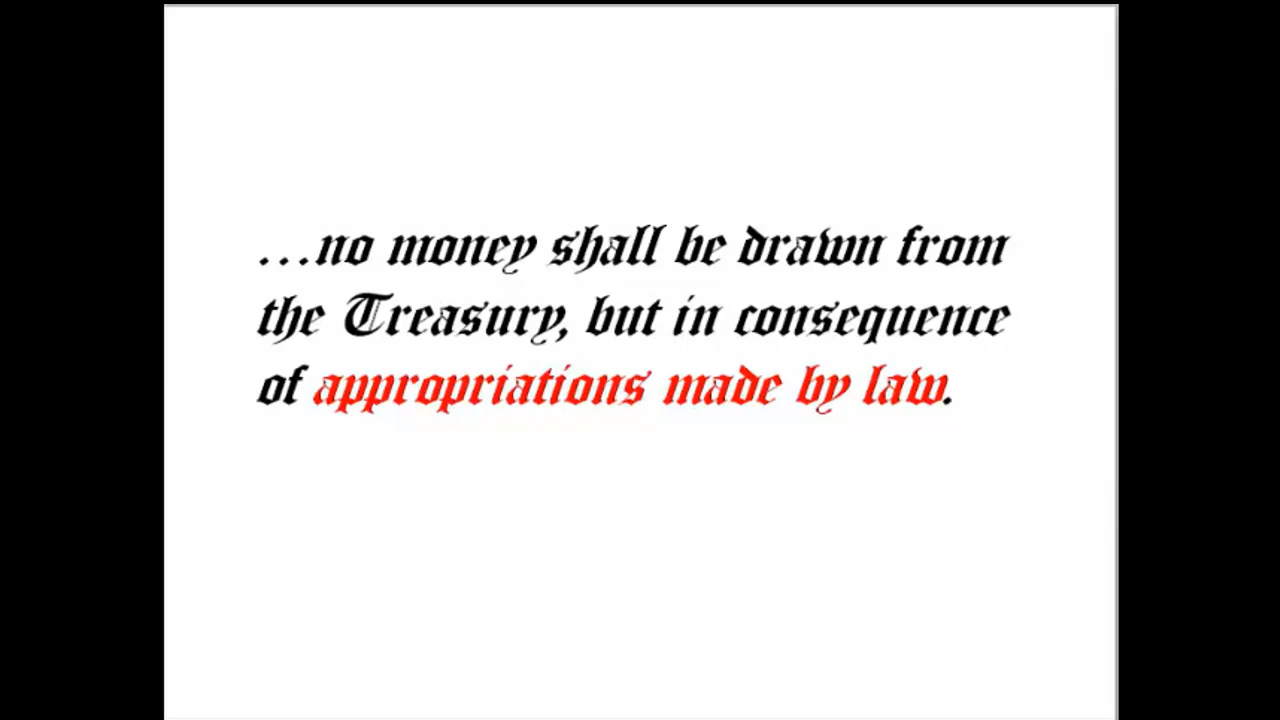 ...no money shall be drawn from
the Treasury, but in consequence
of appropriations made by law.